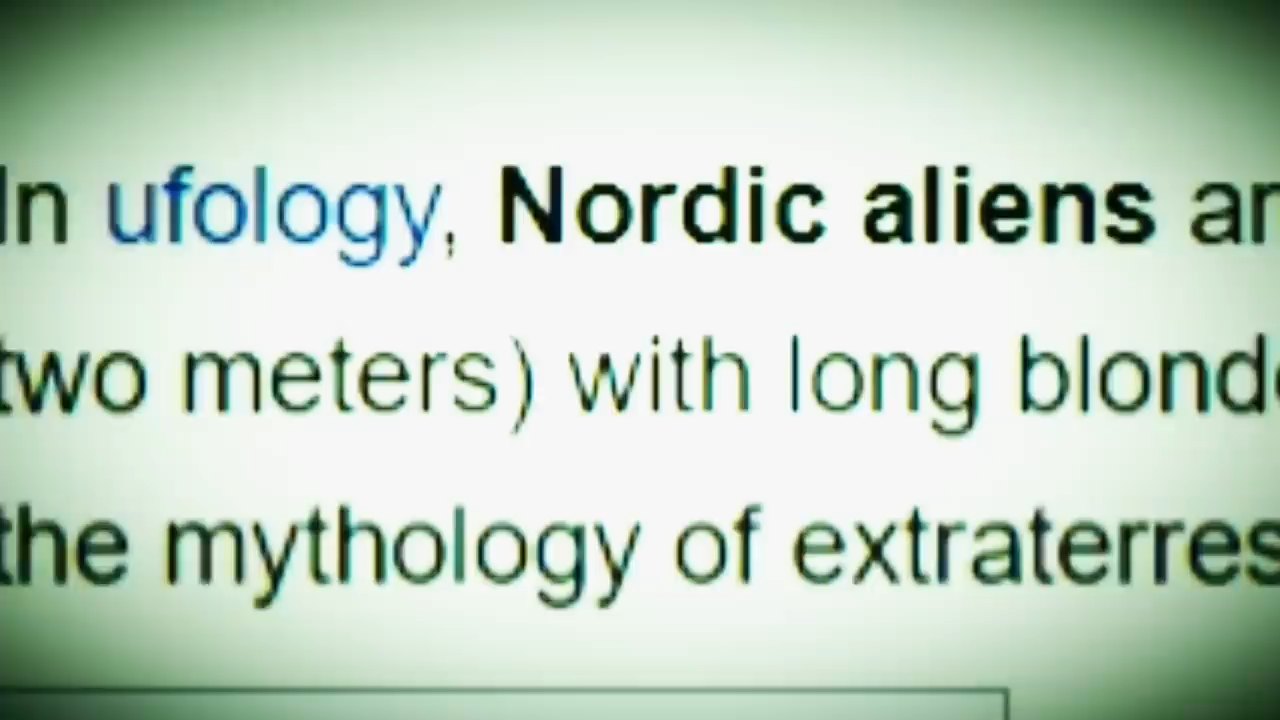 In ufology, Nordic aliens ar
two meters) with long blond
the mythology of extraterres